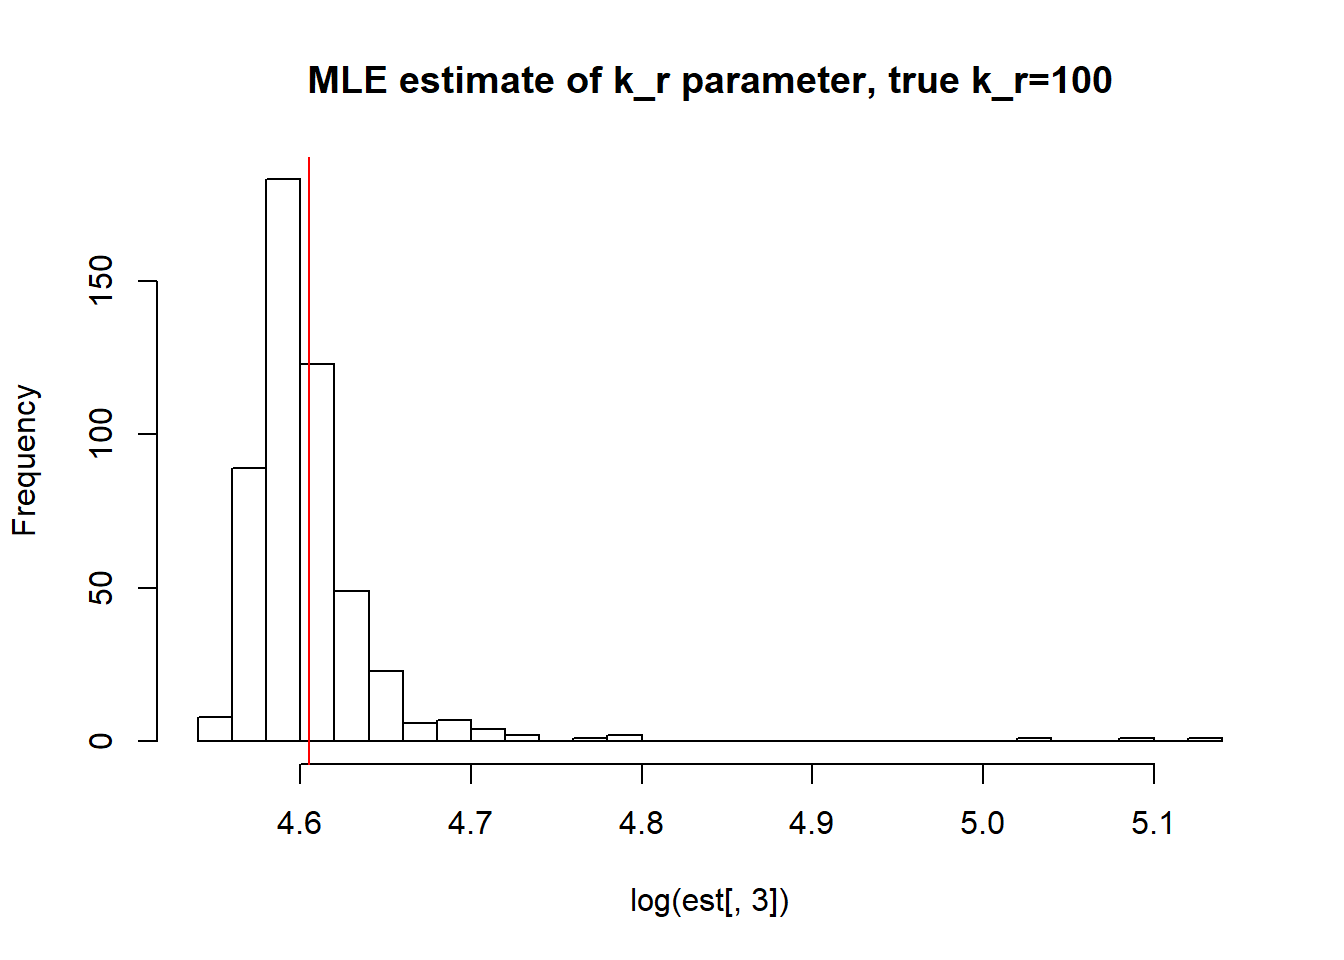 MLE estimate of k_r parameter, true k_r=100
Frequency
150
100
50
0
4.6 4.7 4.8 4.9 5.0 5.1
log(est[, 3])